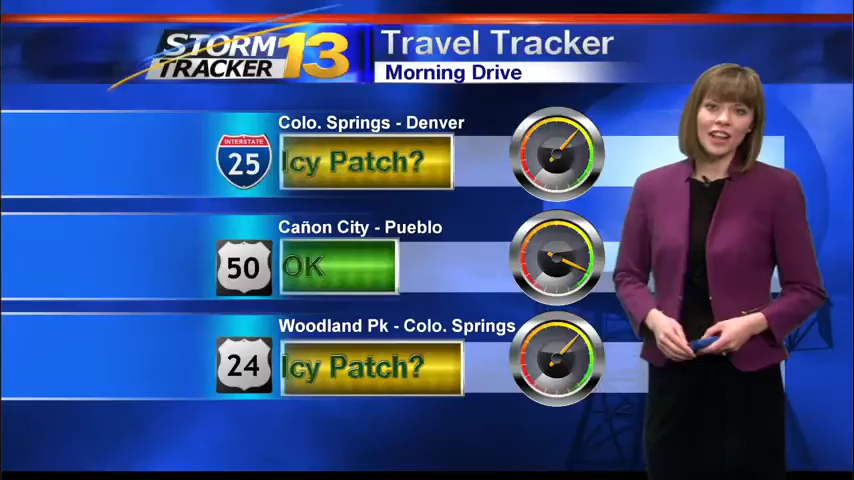 STORM
TRACKER 13
Travel Tracker
Morning Drive
Colo. Springs - Denver
INTERSTATE
25
Icy Patch?
Cañon City - Pueblo
50
OK
Woodland Pk - Colo. Springs
24
Icy Patch?